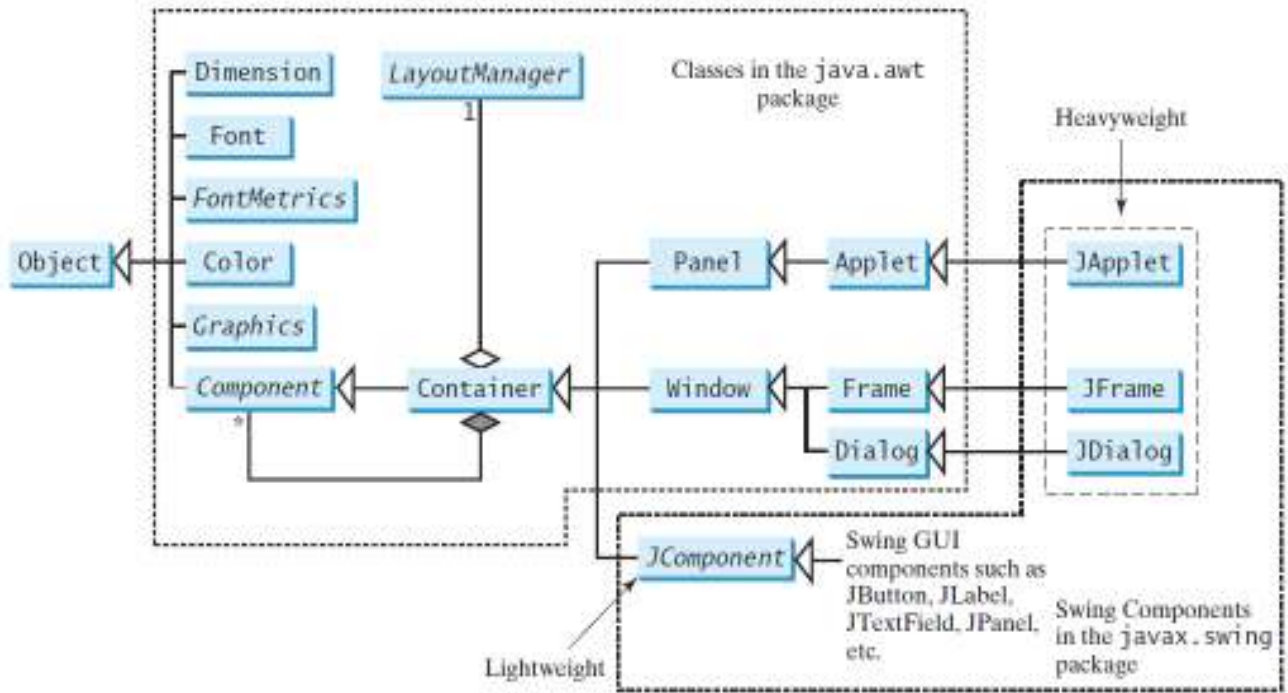 Dimension
LayoutManager
Classes in the java.awt
package
1
Heavyweight
Font
FontMetrics
Object
Color
Panel
Applet
JApplet
Graphics
Component
Container
Window
Frame
JFrame
*
Dialog
JDialog
JComponent
Swing GUI
components such as
JButton, JLabel,
JTextField, JPanel,
etc.
Swing Components
in the javax.swing
package
Lightweight